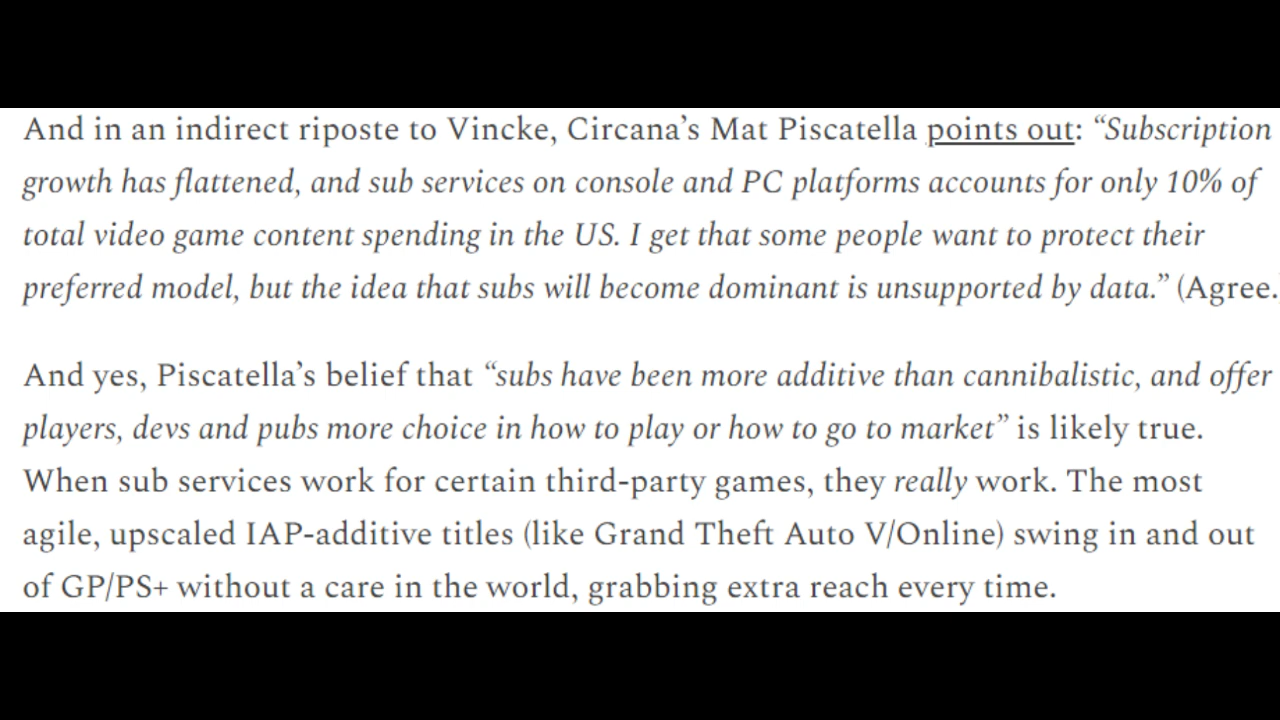 And in an indirect riposte to Vincke, Circana’s Mat Piscatella points out: “Subscription
growth has flattened, and sub services on console and PC platforms accounts for only 10% of
total video game content spending in the US. I get that some people want to protect their
preferred model, but the idea that subs will become dominant is unsupported by data.” (Agree.
And yes, Piscatella’s belief that “subs have been more additive than cannibalistic, and offer
players, devs and pubs more choice in how to play or how to go to market” is likely true.
When sub services work for certain third-party games, they really work. The most
agile, upscaled IAP-additive titles (like Grand Theft Auto V/Online) swing in and out
of GP/PS+ without a care in the world, grabbing extra reach every time.